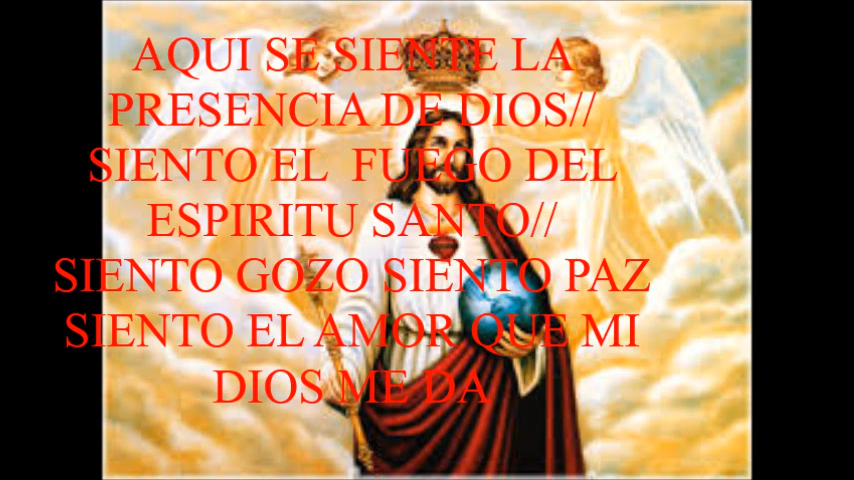 AQUI SE SIENTE LA
PRESENCIA DE DIOS//
SIENTO EL  FUEGO DEL
ESPIRITU SANTO//
SIENTO GOZO SIENTO PAZ
SIENTO EL AMOR QUE MI
DIOS ME DA